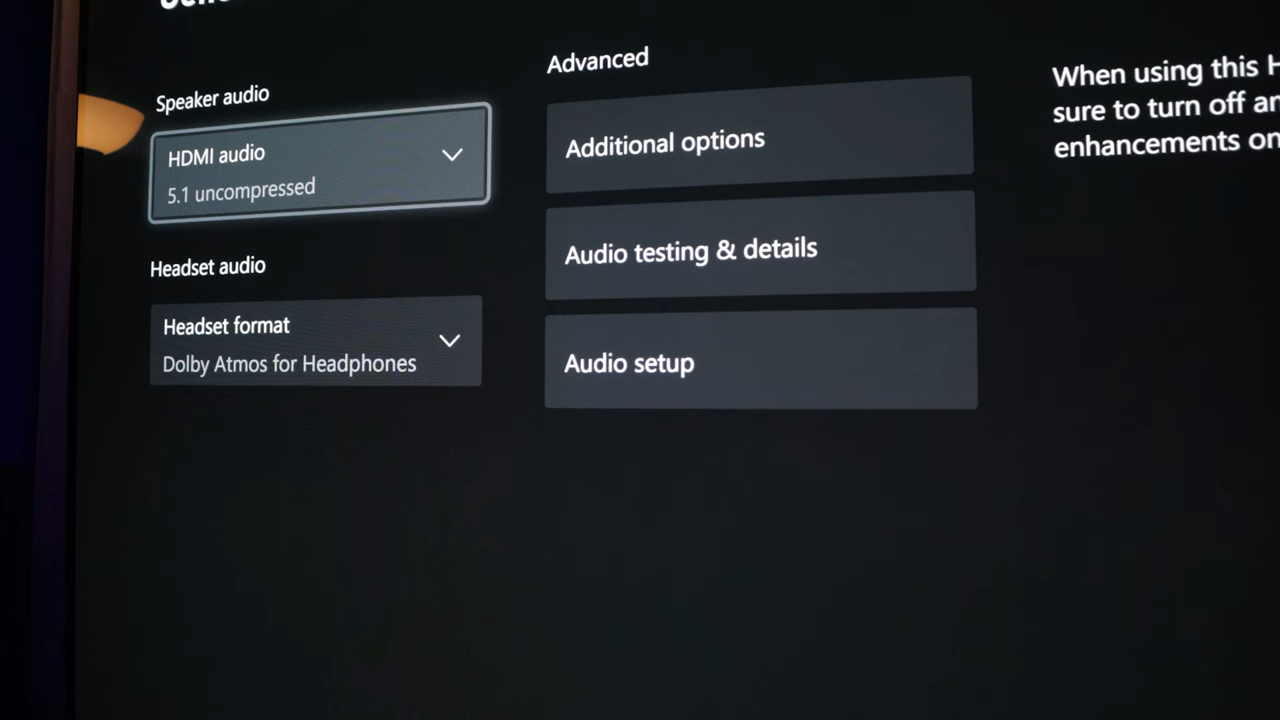 Speaker audio
HDMI audio
5.1 uncompressed
Headset audio
Headset format
Dolby Atmos for Headphones
Advanced
Additional options
Audio testing & details
Audio setup
When using this
sure to turn off
enhancements on